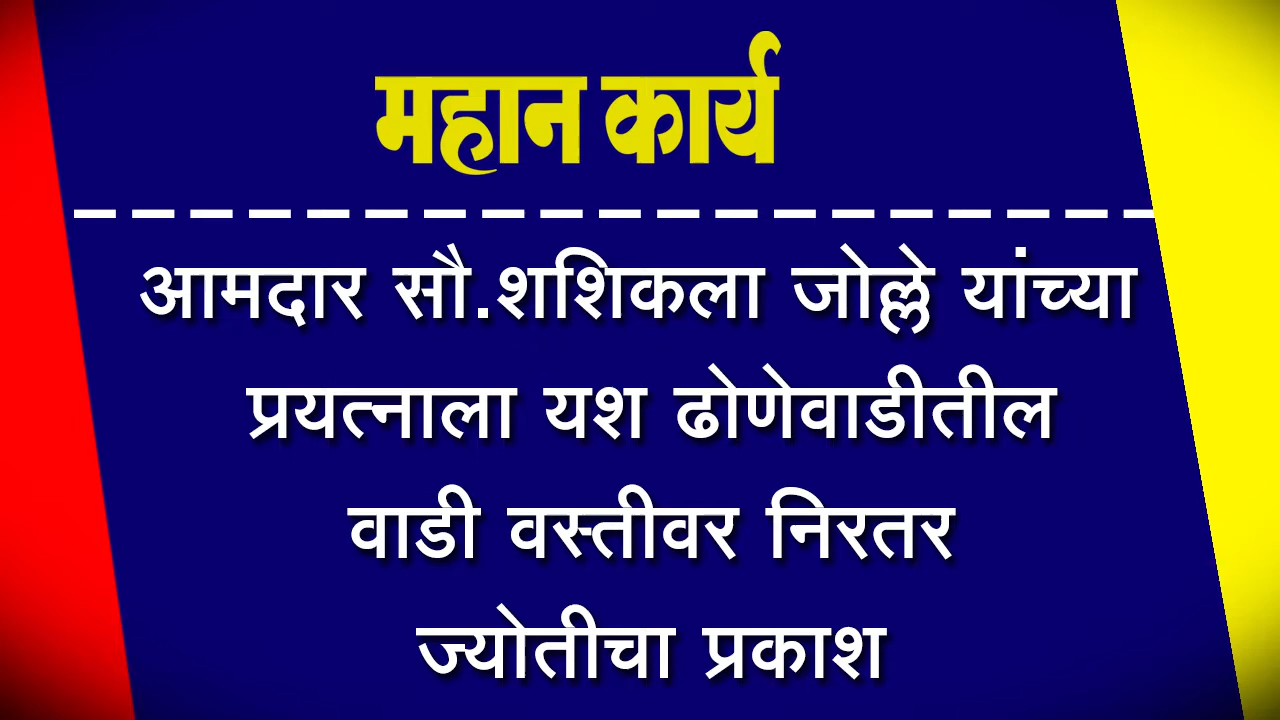 महान कार्य
आमदार सौ.शशिकला जोल्ले यांच्या
प्रयत्नाला यश ढोणेवाडीतील
वाडी वस्तीवर निरतर
ज्योतीचा प्रकाश